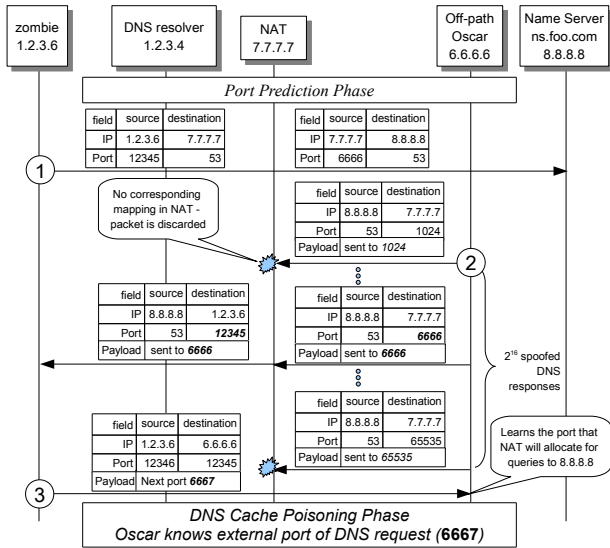 zombie
1.2.3.6
DNS resolver
1.2.3.4
NAT
7.7.7.7
Off-path
Oscar
6.6.6.6
Name Server
ns.foo.com
8.8.8.8
Port Prediction Phase
field source destination
IP 1.2.3.6 7.7.7.7
Port 12345 53
field source destination
IP 7.7.7.7 8.8.8.8
Port 6666 53
1
No corresponding
mapping in NAT -
packet is discarded
field source destination
IP 8.8.8.8 7.7.7.7
Port 53 1024
Payload sent to 1024
2
field source destination
IP 8.8.8.8 1.2.3.6
Port 53 12345
Payload sent to 6666
field source destination
IP 8.8.8.8 7.7.7.7
Port 53 6666
Payload sent to 6666
2¹⁶ spoofed
DNS
responses
field source destination
IP 1.2.3.6 6.6.6.6
Port 12346 12345
Payload Next port 6667
field source destination
IP 8.8.8.8 7.7.7.7
Port 53 65535
Payload sent to 65535
Learns the port that
NAT will allocate for
queries to 8.8.8.8
3
DNS Cache Poisoning Phase
Oscar knows external port of DNS request (6667)